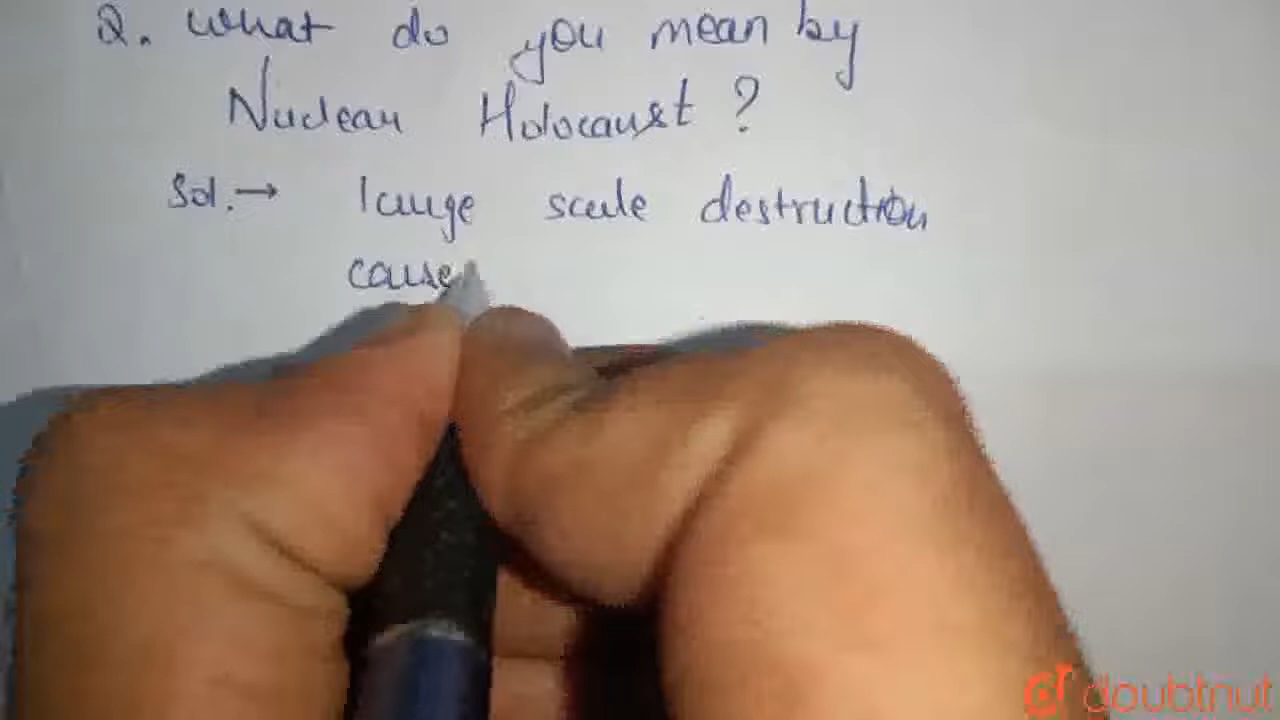 Q. What do you mean by
Nuclear Holocaust ?
Sol. → large scale destruction
cause
doubtnut